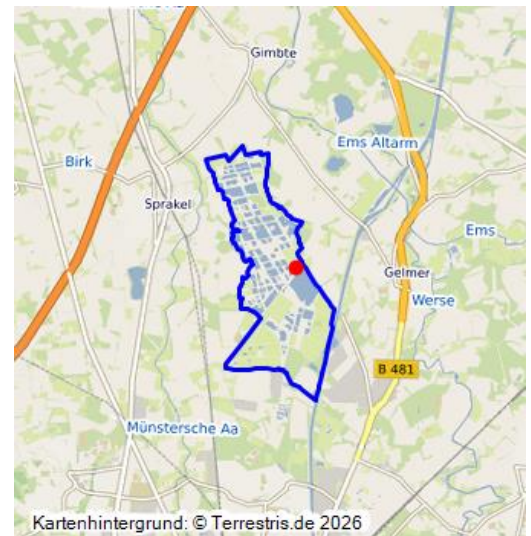 Gimbte
Ems Altarm
Birk
Sprakel
Ems
Gelmer
Werse
B 481
Münstersche Aa
Kartenhintergrund: © Terrestris.de 2026